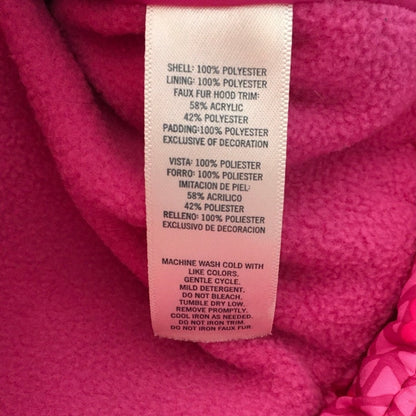 SHELL: 100% POLYESTER
LINING: 100% POLYESTER
FAUX FUR HOOD TRIM:
58% ACRYLIC
42% POLYESTER
PADDING:100% POLYESTER
EXCLUSIVE OF DECORATION
VISTA: 100% POLIESTER
FORRO: 100% POLIESTER
IMITACION DE PIEL:
58% ACRILICO
42% POLIESTER
RELLENO: 100% POLIESTER
EXCLUSIVO DE DECORACION
MACHINE WASH COLD WITH
LIKE COLORS.
GENTLE CYCLE.
MILD DETERGENT.
DO NOT BLEACH.
TUMBLE DRY LOW.
REMOVE PROMPTLY.
COOL IRON AS NEEDED.
DO NOT IRON TRIM.
DO NOT IRON FAUX FUR.